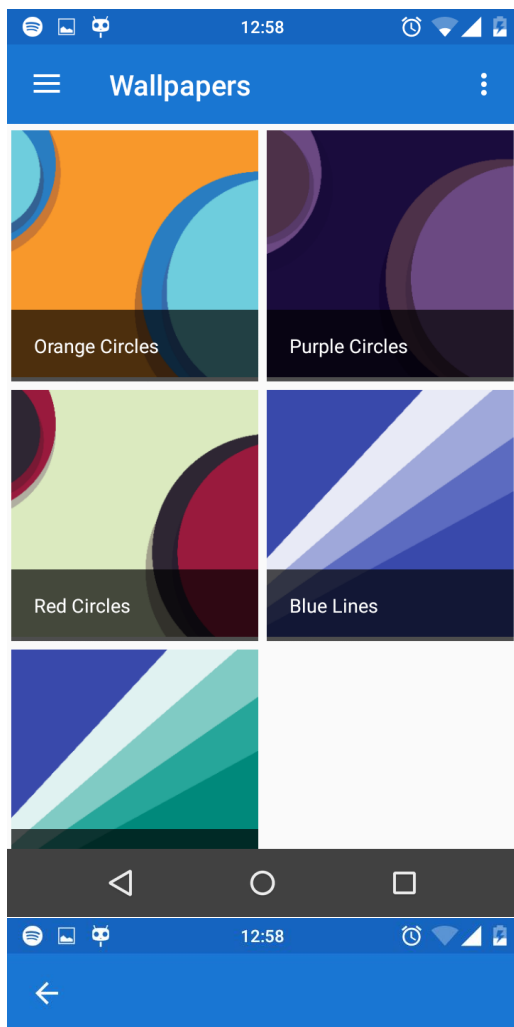 12:58
Wallpapers
Orange Circles
Purple Circles
Red Circles
Blue Lines
12:58